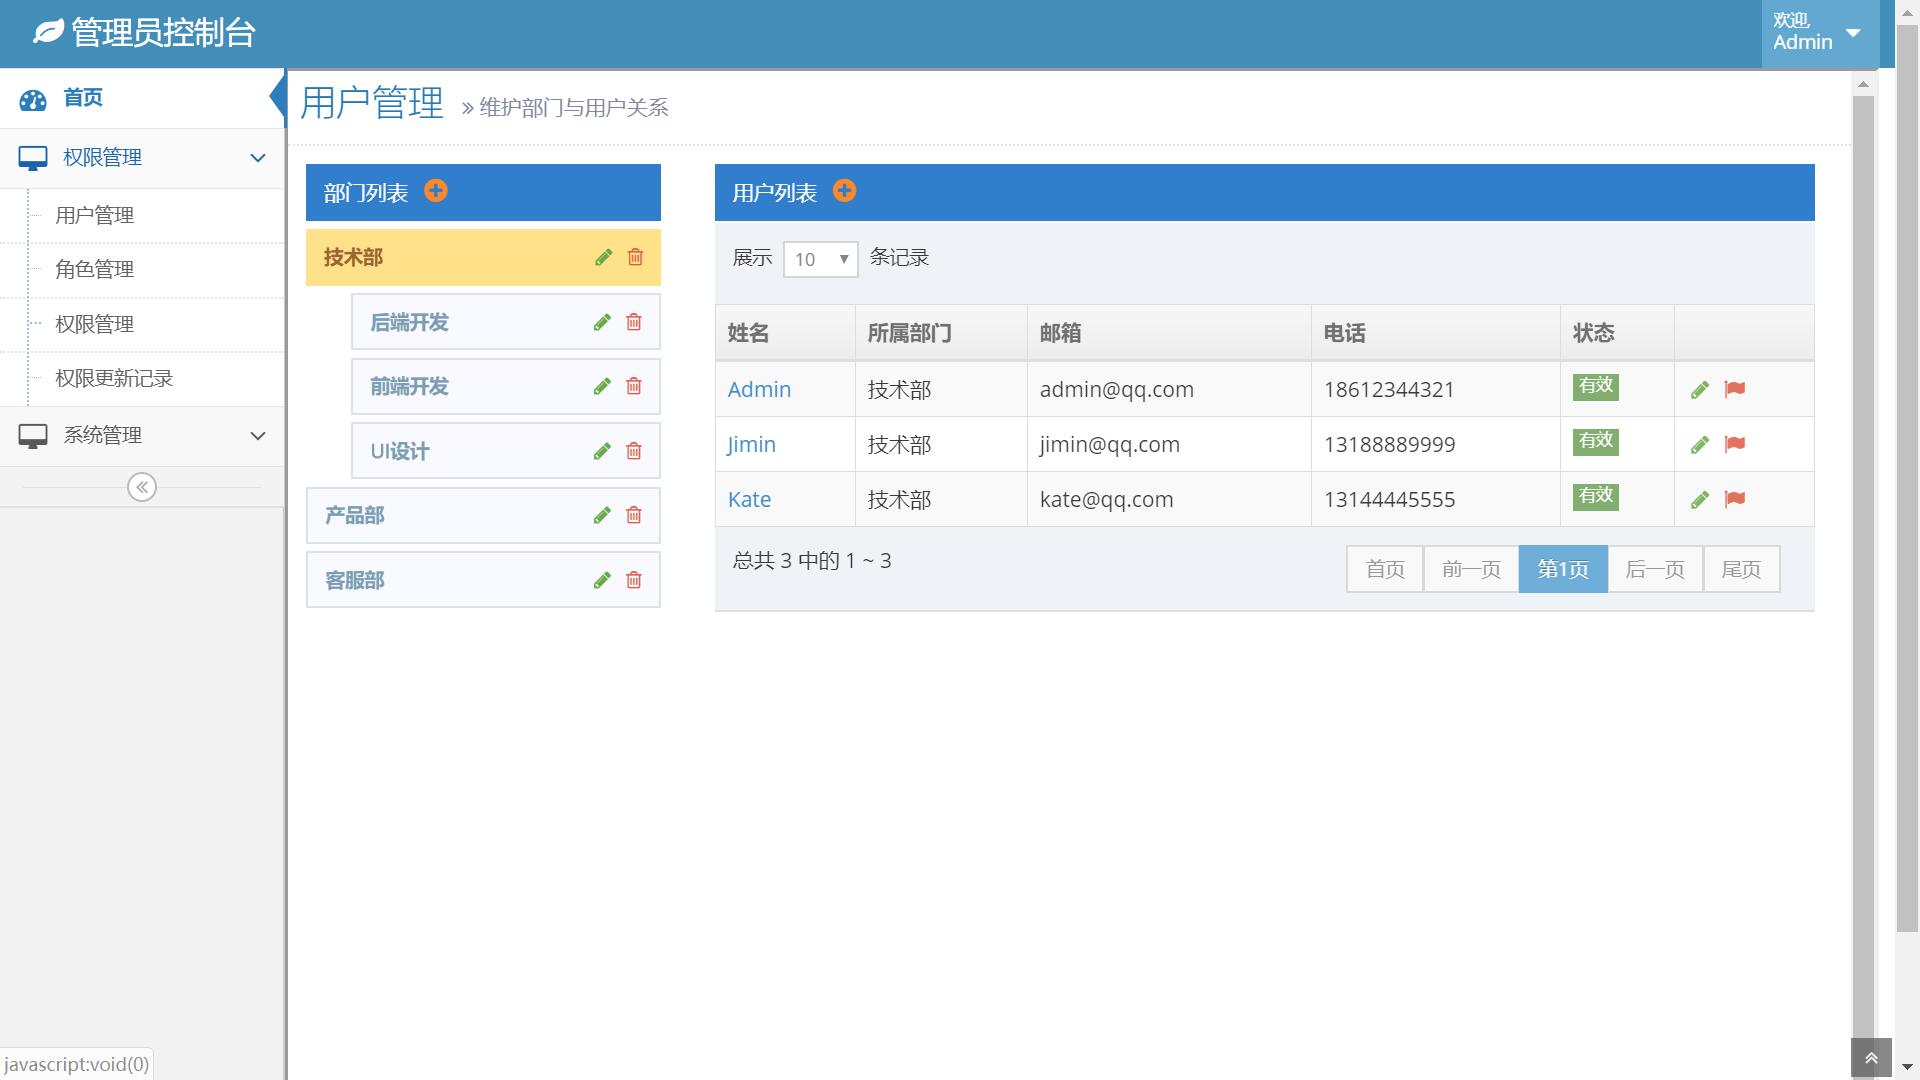 管理员控制台
欢迎,
Admin
首页
权限管理
用户管理
角色管理
权限管理
权限更新记录
系统管理
用户管理 » 维护部门与用户关系
部门列表
技术部
后端开发
前端开发
UI设计
产品部
客服部
用户列表
展示 10 条记录
姓名 所属部门 邮箱 电话 状态
Admin 技术部 admin@qq.com 18612344321 有效
Jimin 技术部 jimin@qq.com 13188889999 有效
Kate 技术部 kate@qq.com 13144445555 有效
总共 3 中的 1 ~ 3
首页 前一页 第1页 后一页 尾页
javascript:void(0)